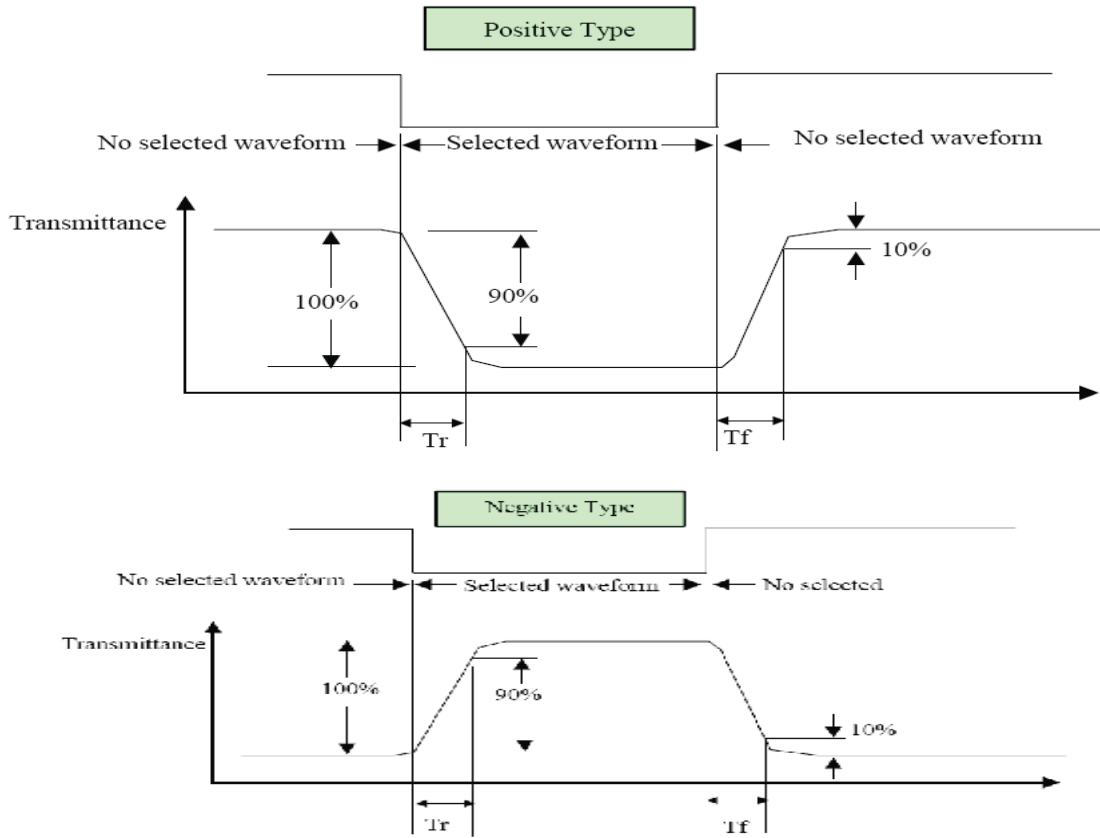 Positive Type
No selected waveform
Selected waveform
No selected waveform
Transmittance
100%
90%
10%
Tr
Tf
Negative Type
No selected waveform
Selected waveform
No selected
Transmittance
100%
90%
10%
Tr
Tf